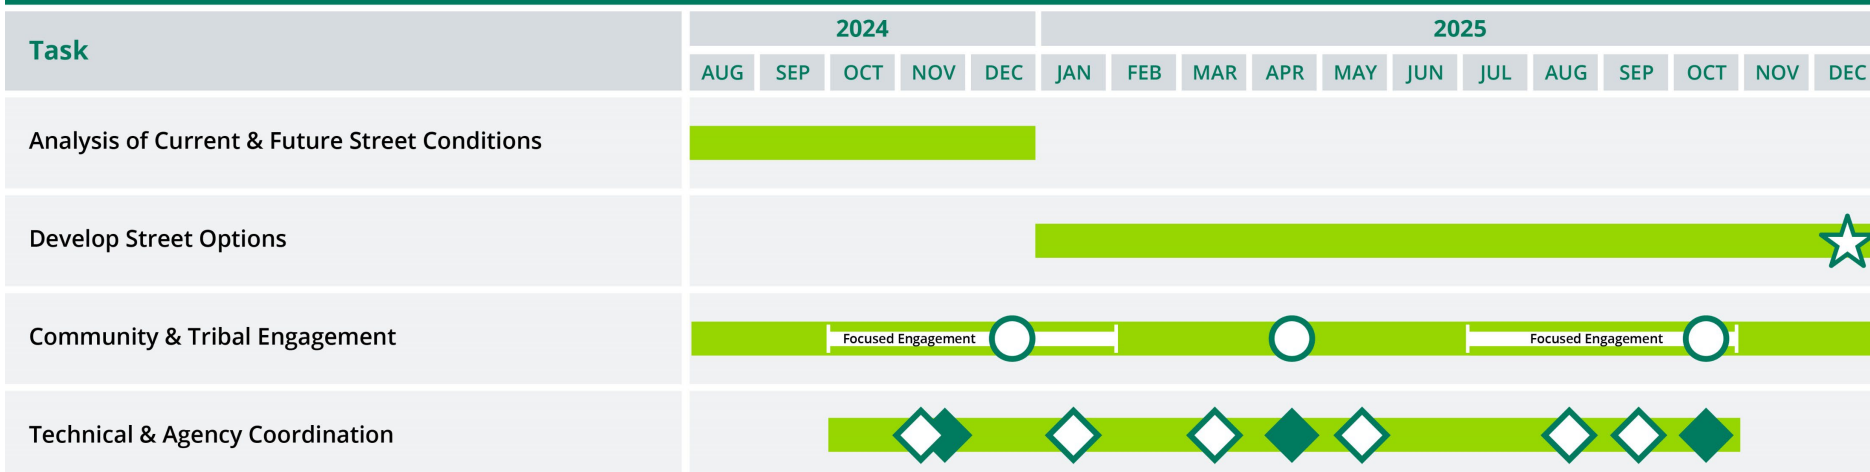 Task
2024
2025
AUG SEP OCT NOV DEC JAN FEB MAR APR MAY JUN JUL AUG SEP OCT NOV DEC
Analysis of Current & Future Street Conditions
Develop Street Options
Community & Tribal Engagement
Focused Engagement
Focused Engagement
Technical & Agency Coordination